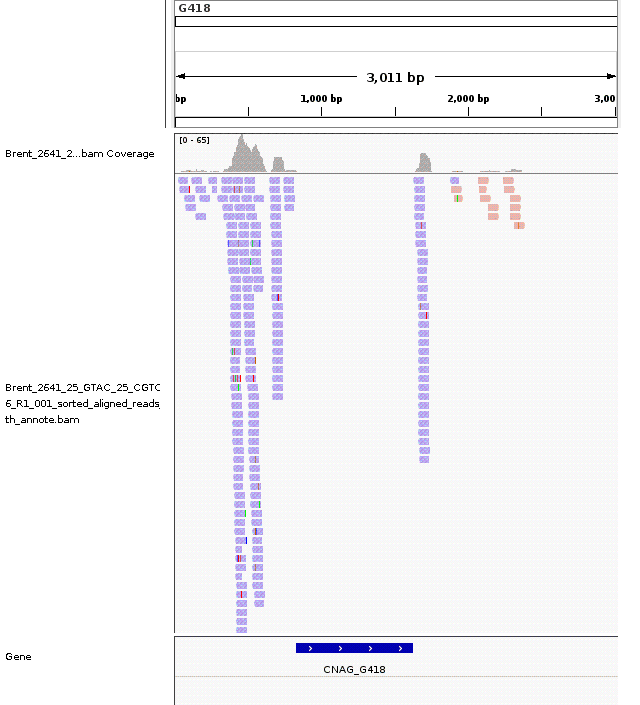 G418
3,011 bp
bp 1,000 bp 2,000 bp 3,00
[0 - 65]
Brent_2641_2...bam Coverage
Brent_2641_25_GTAC_25_CGTC
6_R1_001_sorted_aligned_reads_
th_annote.bam
Gene
CNAG_G418